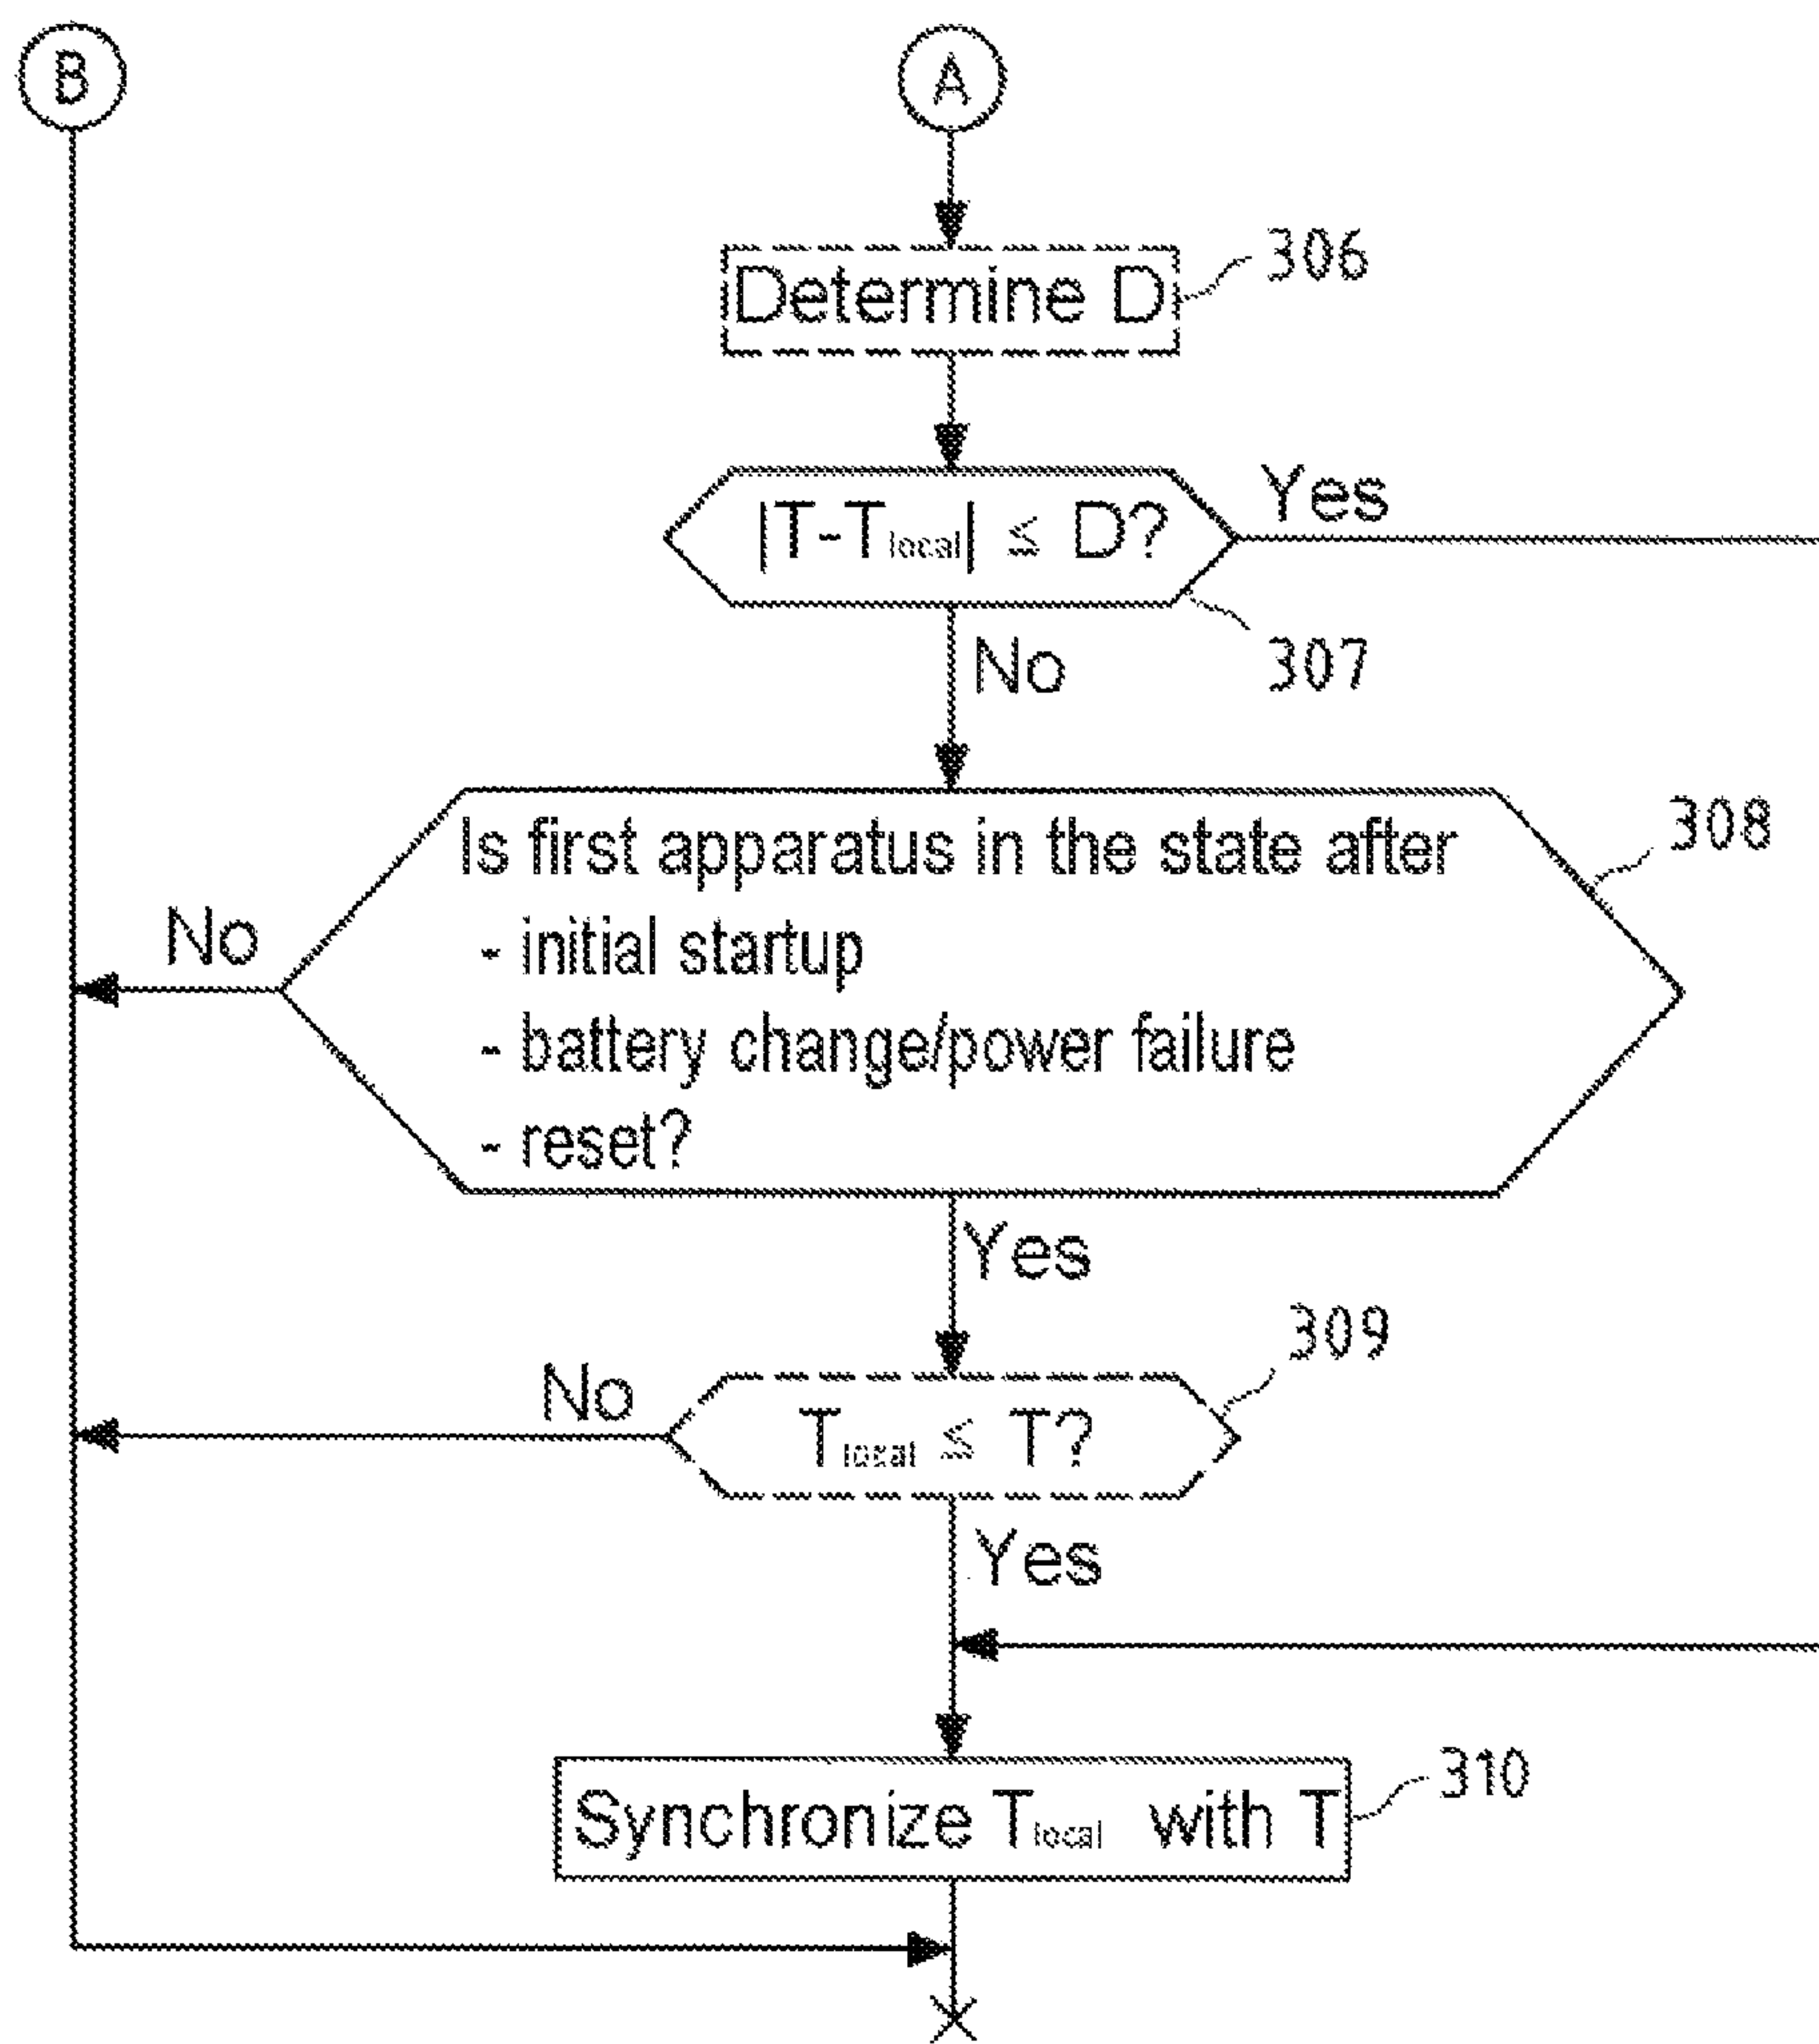 B
A
Determine D
306
|T-Tlocal| ≤ D?
Yes
307
No
Is first apparatus in the state after
- initial startup
- battery change/power failure
- reset?
308
No
Yes
309
No
Tlocal ≤ T?
Yes
Synchronize Tlocal with T
310